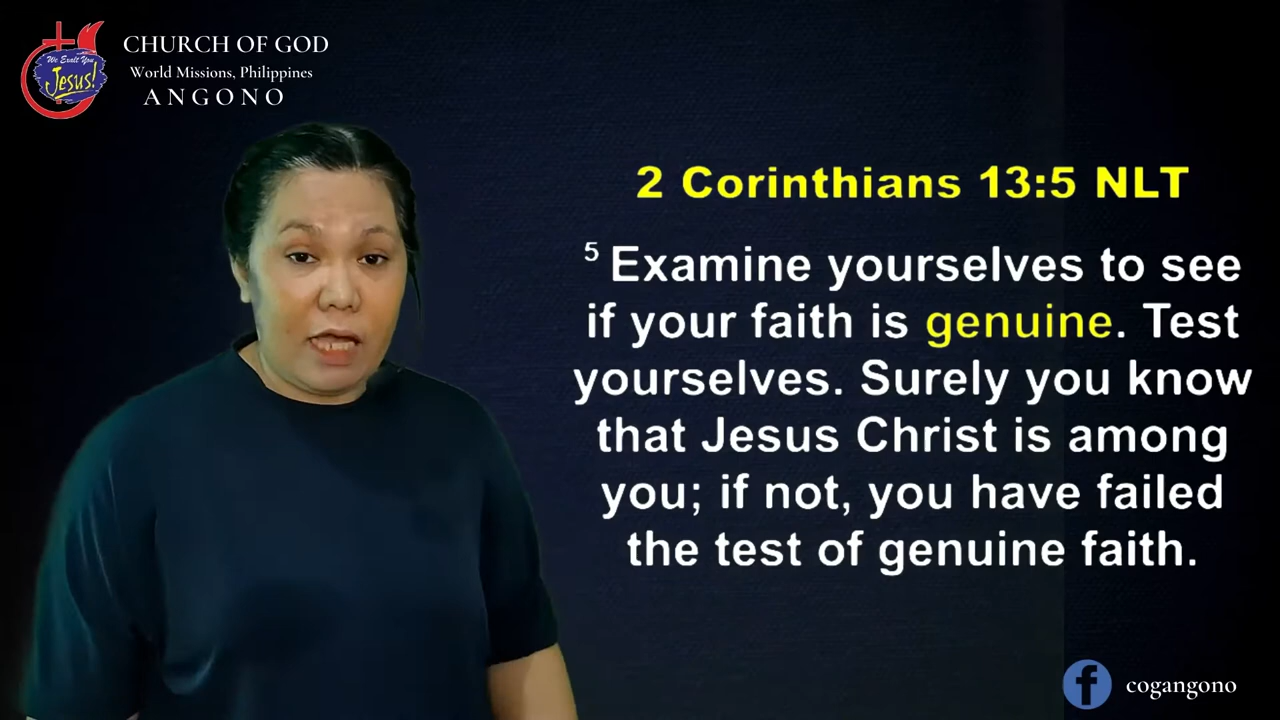 We Exalt You
Jesus!
CHURCH OF GOD
World Missions, Philippines
ANGONO
2 Corinthians 13:5 NLT
5 Examine yourselves to see
if your faith is genuine. Test
yourselves. Surely you know
that Jesus Christ is among
you; if not, you have failed
the test of genuine faith.
f cogangono